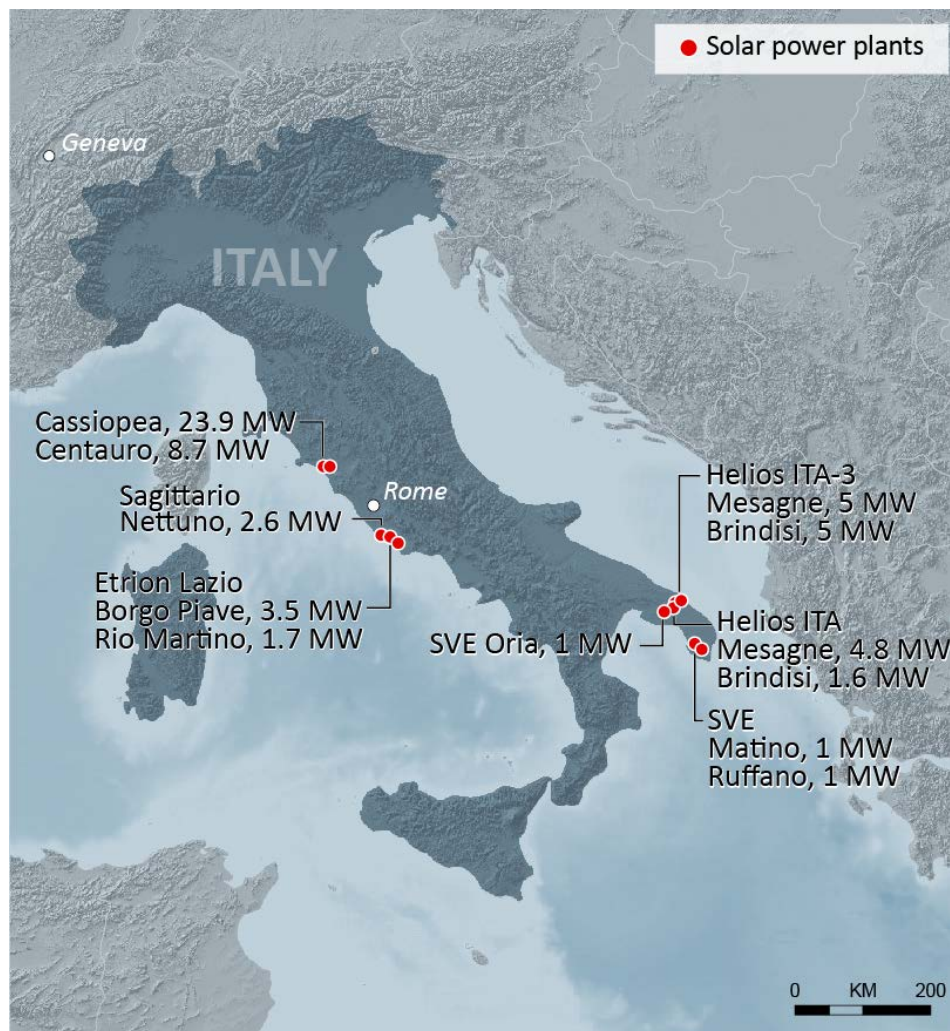 Solar power plants
Geneva
ITALY
Cassiopea, 23.9 MW
Centauro, 8.7 MW
Rome
Sagittario
Nettuno, 2.6 MW
Etrion Lazio
Borgo Piave, 3.5 MW
Rio Martino, 1.7 MW
Helios ITA-3
Mesagne, 5 MW
Brindisi, 5 MW
SVE Oria, 1 MW
Helios ITA
Mesagne, 4.8 MW
Brindisi, 1.6 MW
SVE
Matino, 1 MW
Ruffano, 1 MW
0 KM 200